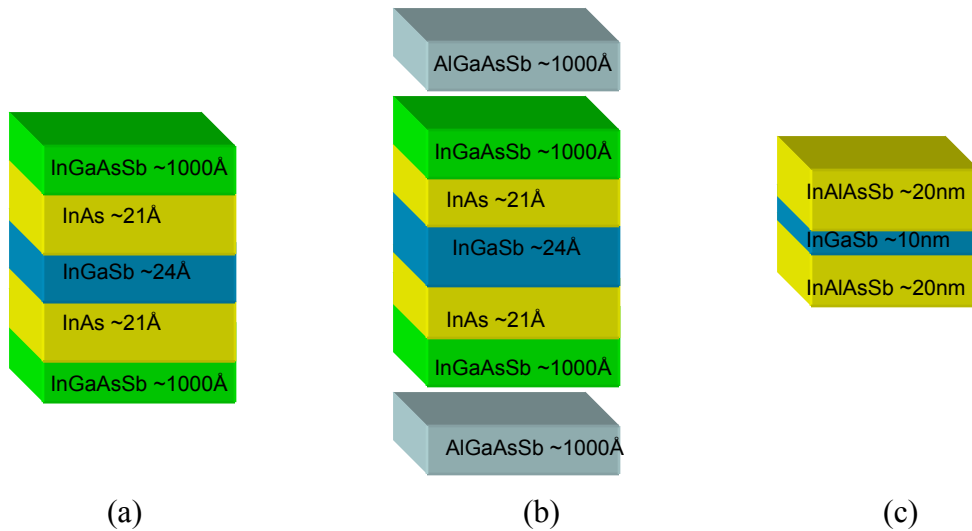 InGaAsSb ~1000Å
InAs ~21Å
InGaSb ~24Å
InAs ~21Å
InGaAsSb ~1000Å
(a)
AlGaAsSb ~1000Å
InGaAsSb ~1000Å
InAs ~21Å
InGaSb ~24Å
InAs ~21Å
InGaAsSb ~1000Å
AlGaAsSb ~1000Å
(b)
InAlAsSb ~20nm
InGaSb ~10nm
InAlAsSb ~20nm
(c)